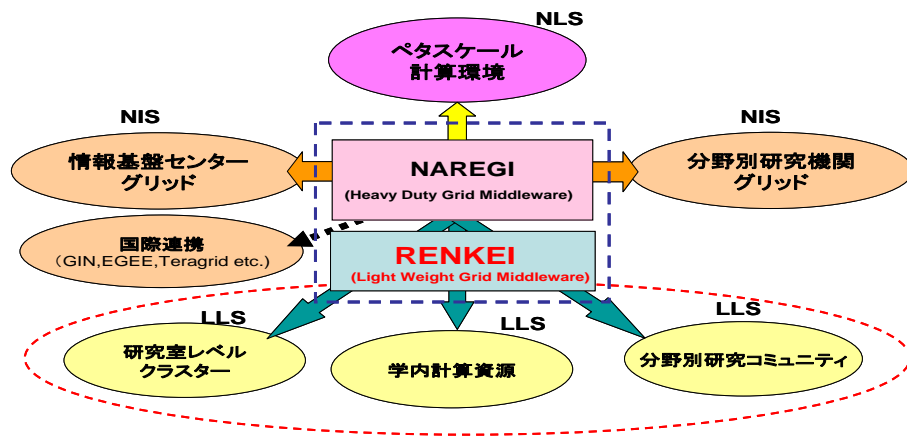 NLS
ペタスケール
計算環境
NIS
NIS
情報基盤センター
グリッド
NAREGI
(Heavy Duty Grid Middleware)
分野別研究機関
グリッド
国際連携
(GIN,EGEE,Teragrid etc.)
RENKEI
(Light Weight Grid Middleware)
LLS
LLS
LLS
研究室レベル
クラスター
学内計算資源
分野別研究コミュニティ